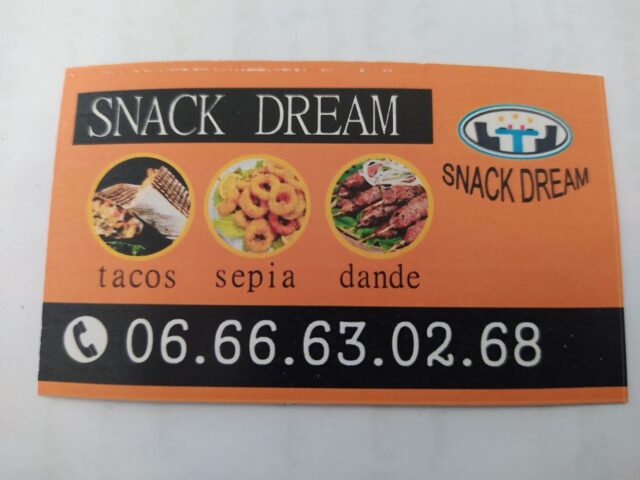 SNACK DREAM
SNACK DREAM
tacos sepia dande
06.66.63.02.68